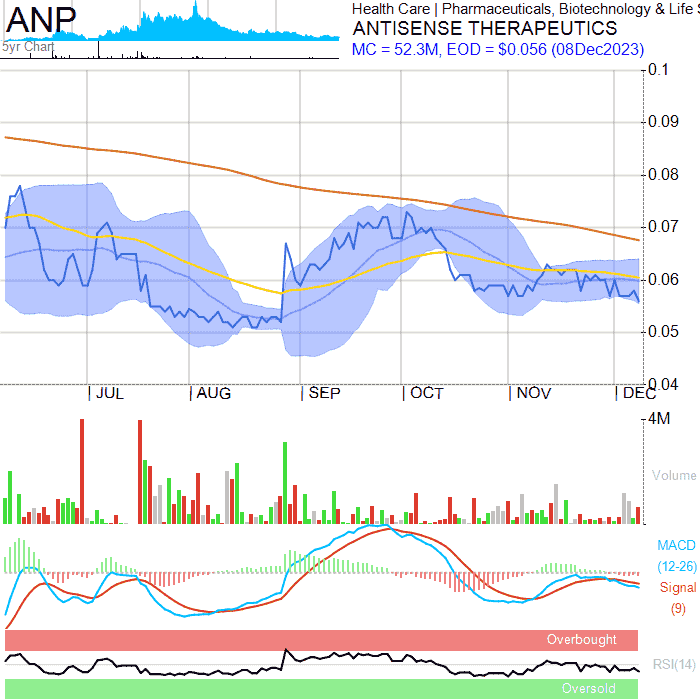 ANP
5yr Chart
Health Care | Pharmaceuticals, Biotechnology & Life S
ANTISENSE THERAPEUTICS
MC = 52.3M, EOD = $0.056 (08Dec2023)
0.1
0.09
0.08
0.07
0.06
0.05
0.04
JUL AUG SEP OCT NOV DEC
4M
Volume
MACD
(12-26)
Signal
(9)
Overbought
RSI(14)
Oversold